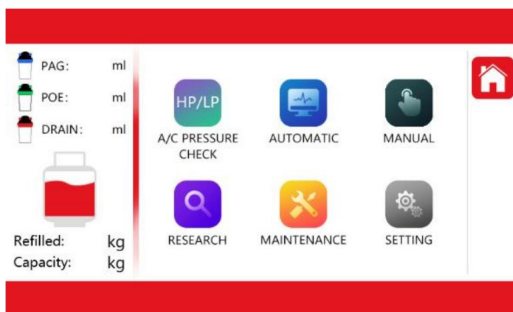 PAG: ml
POE: ml
DRAIN: ml
Refilled: kg
Capacity: kg
HP/LP
A/C PRESSURE
CHECK
AUTOMATIC
MANUAL
RESEARCH
MAINTENANCE
SETTING